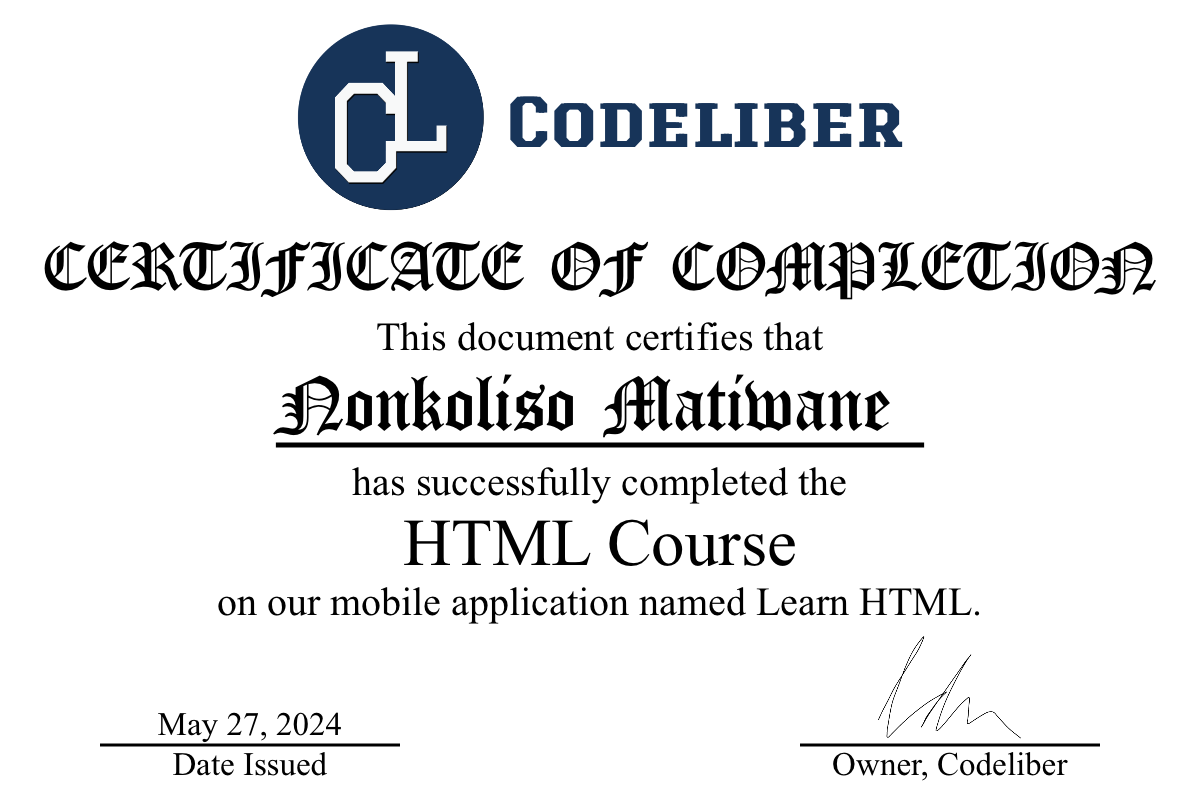 CL CODELIBER
CERTIFICATE OF COMPLETION
This document certifies that
Nonkoliso Matiwane
has successfully completed the
HTML Course
on our mobile application named Learn HTML.
May 27, 2024
Date Issued
Owner, Codeliber